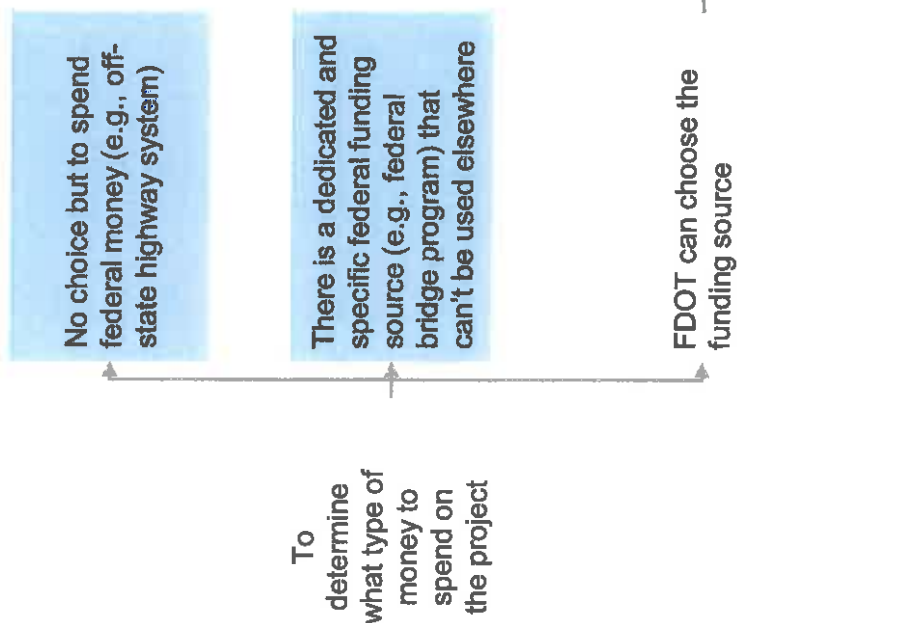 To
determine
what type of
money to
spend on
the project
No choice but to spend
federal money (e.g., off-
state highway system)
There is a dedicated and
specific federal funding
source (e.g., federal
bridge program) that
can't be used elsewhere
FDOT can choose the
funding source